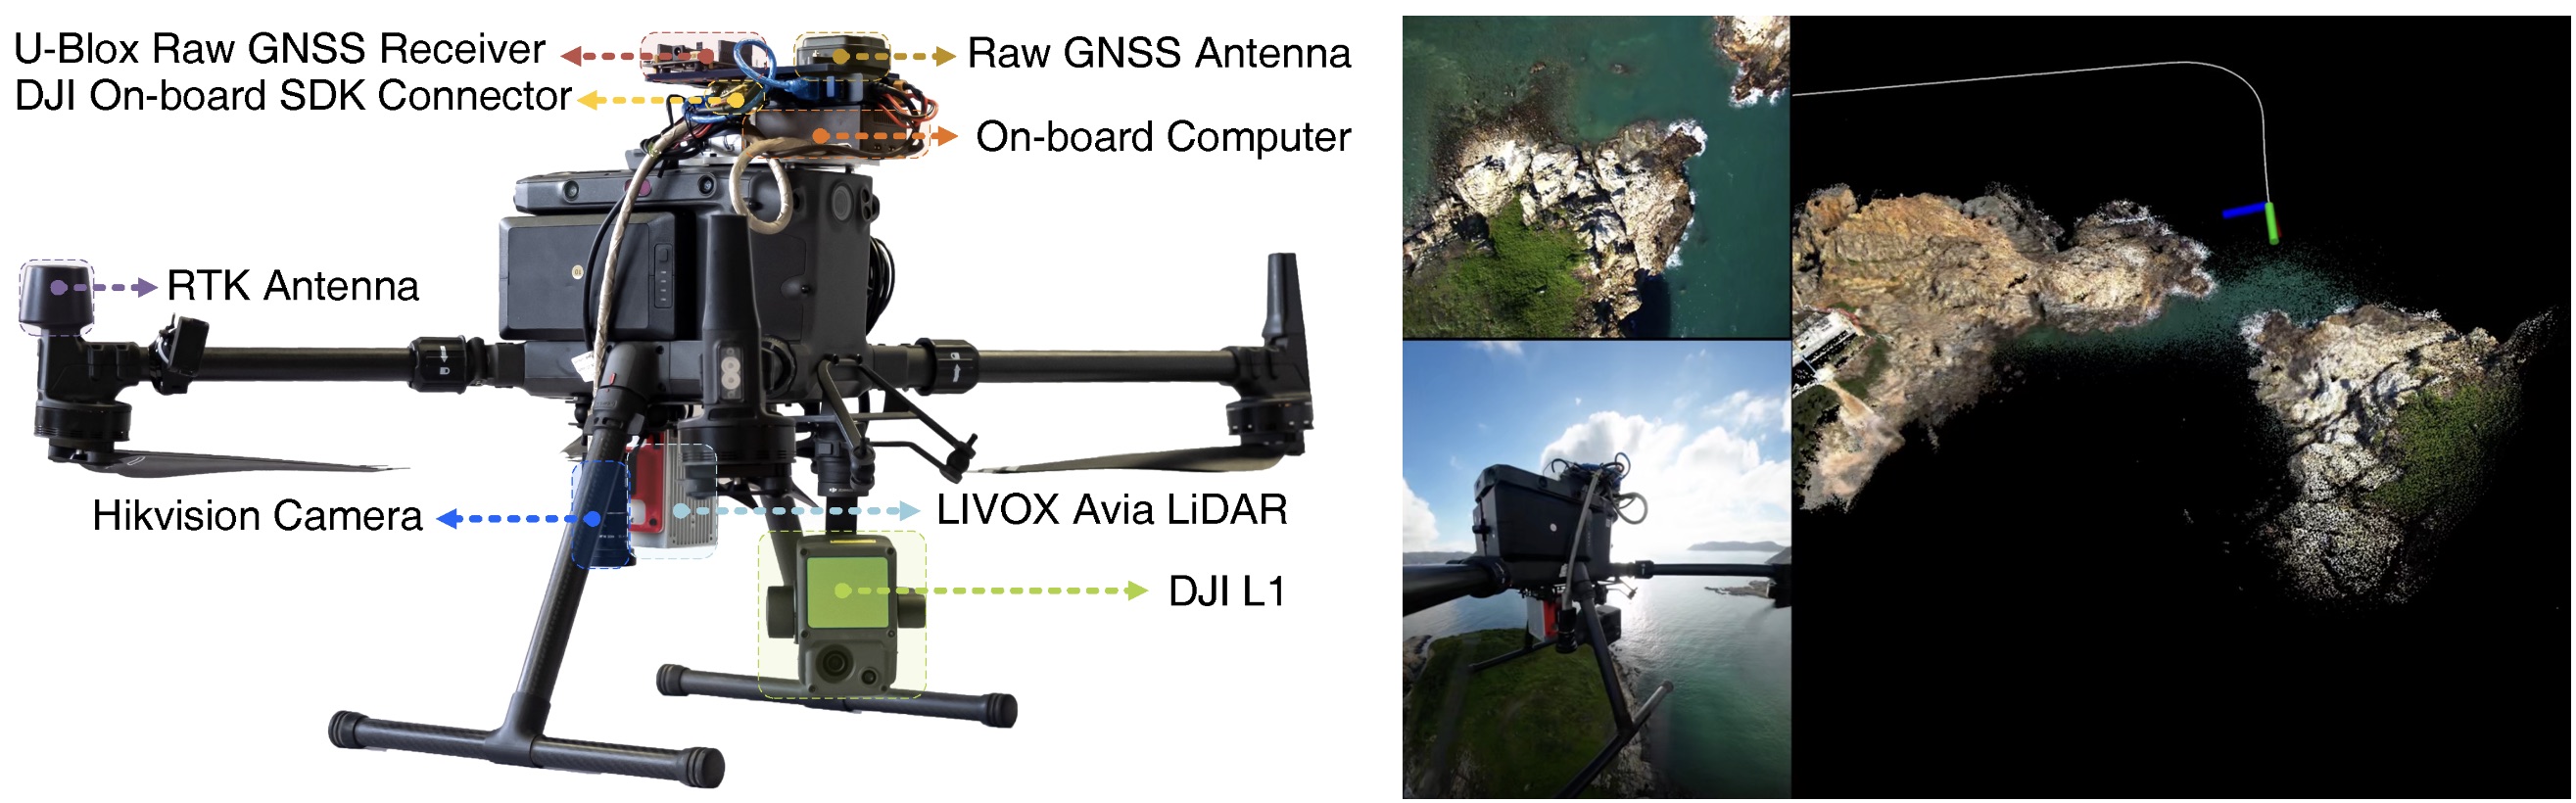 U-Blox Raw GNSS Receiver
Raw GNSS Antenna
DJI On-board SDK Connector
On-board Computer
RTK Antenna
Hikvision Camera
LIVOX Avia LiDAR
DJI L1